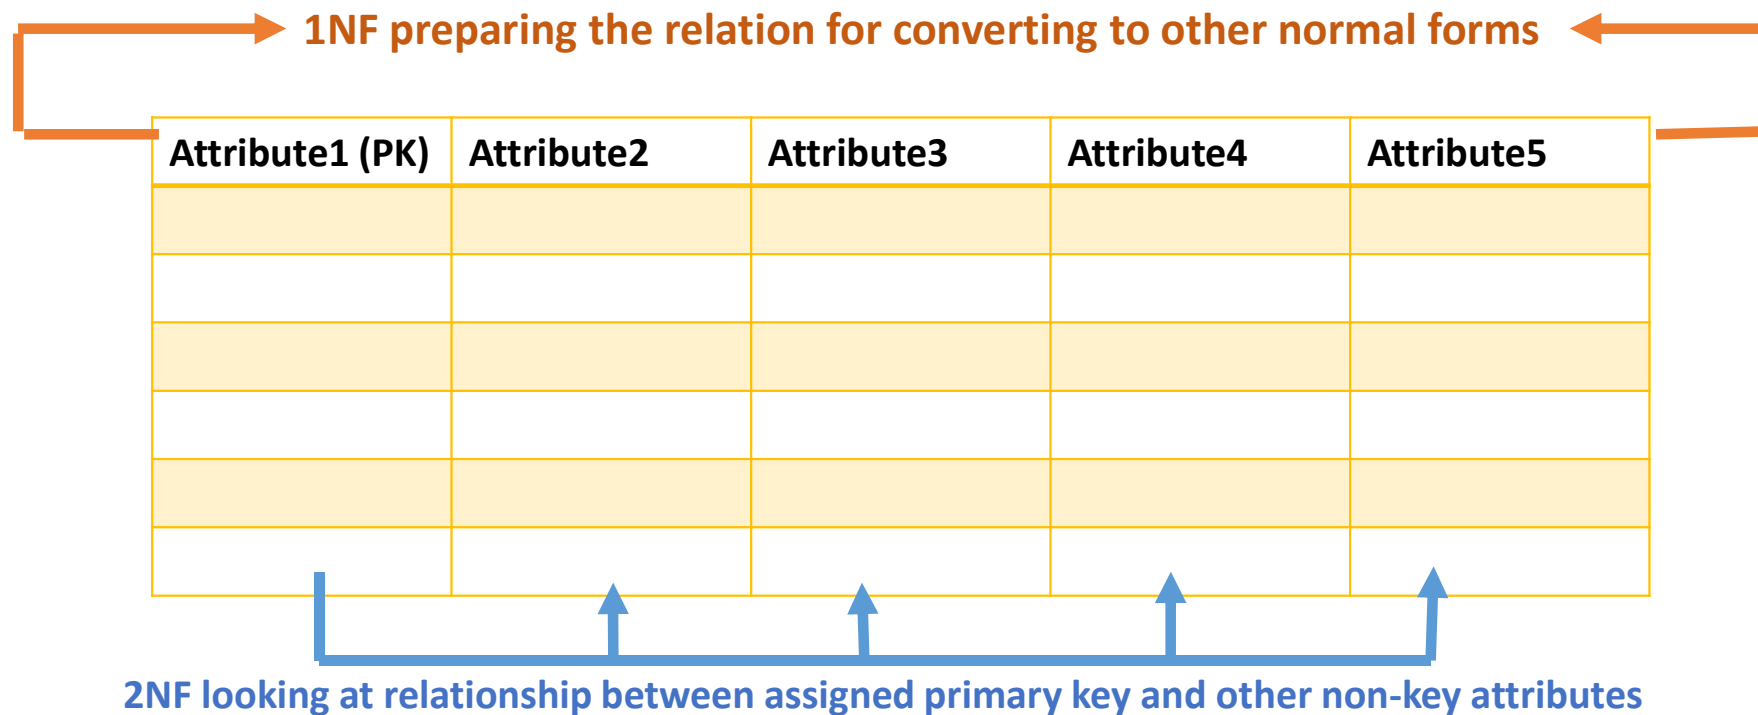 1NF preparing the relation for converting to other normal forms
Attribute1 (PK) Attribute2 Attribute3 Attribute4 Attribute5
2NF looking at relationship between assigned primary key and other non-key attributes